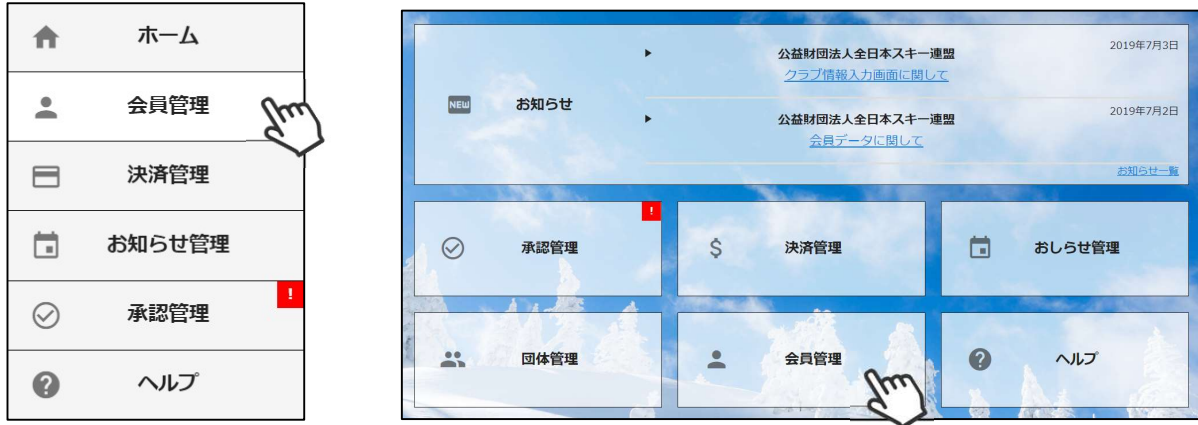 ホーム
会員管理
決済管理
お知らせ管理
!
承認管理
ヘルプ
2019年7月3日
公益財団法人全日本スキー連盟
クラブ情報入力画面に関して
NEW お知らせ
2019年7月2日
公益財団法人全日本スキー連盟
会員データに関して
お知らせ一覧
!
承認管理
$ 決済管理
おしらせ管理
団体管理
会員管理
? ヘルプ